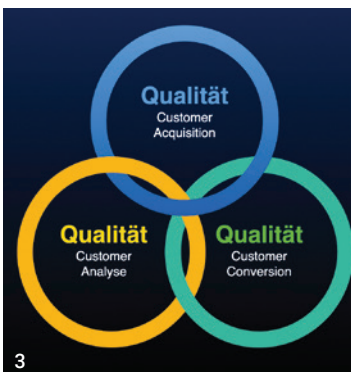 Qualität
Customer
Acquisition
Qualität
Customer
Analyse
Qualität
Customer
Conversion
3